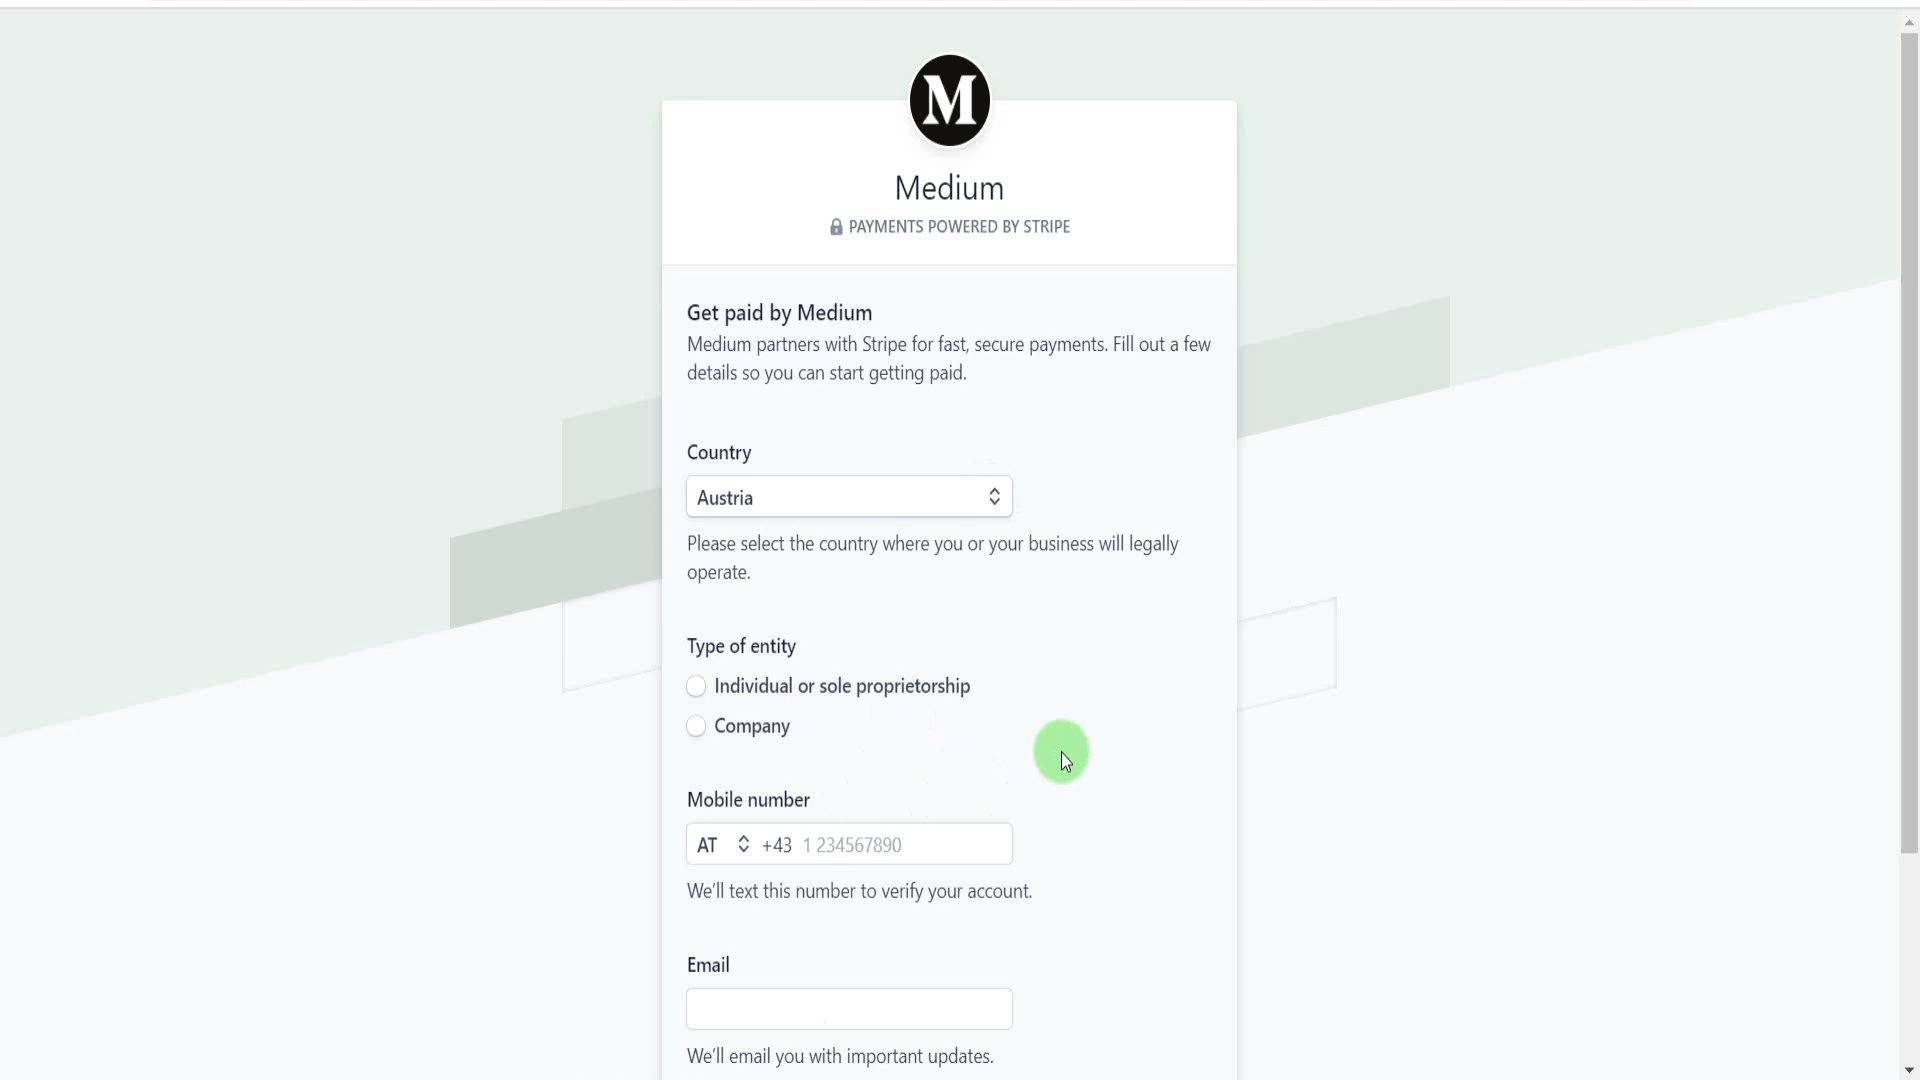 M
Medium
PAYMENTS POWERED BY STRIPE
Get paid by Medium
Medium partners with Stripe for fast, secure payments. Fill out a few
details so you can start getting paid.
Country
Austria
Please select the country where you or your business will legally
operate.
Type of entity
Individual or sole proprietorship
Company
Mobile number
AT +43 1 234567890
We'll text this number to verify your account.
Email
We'll email you with important updates.